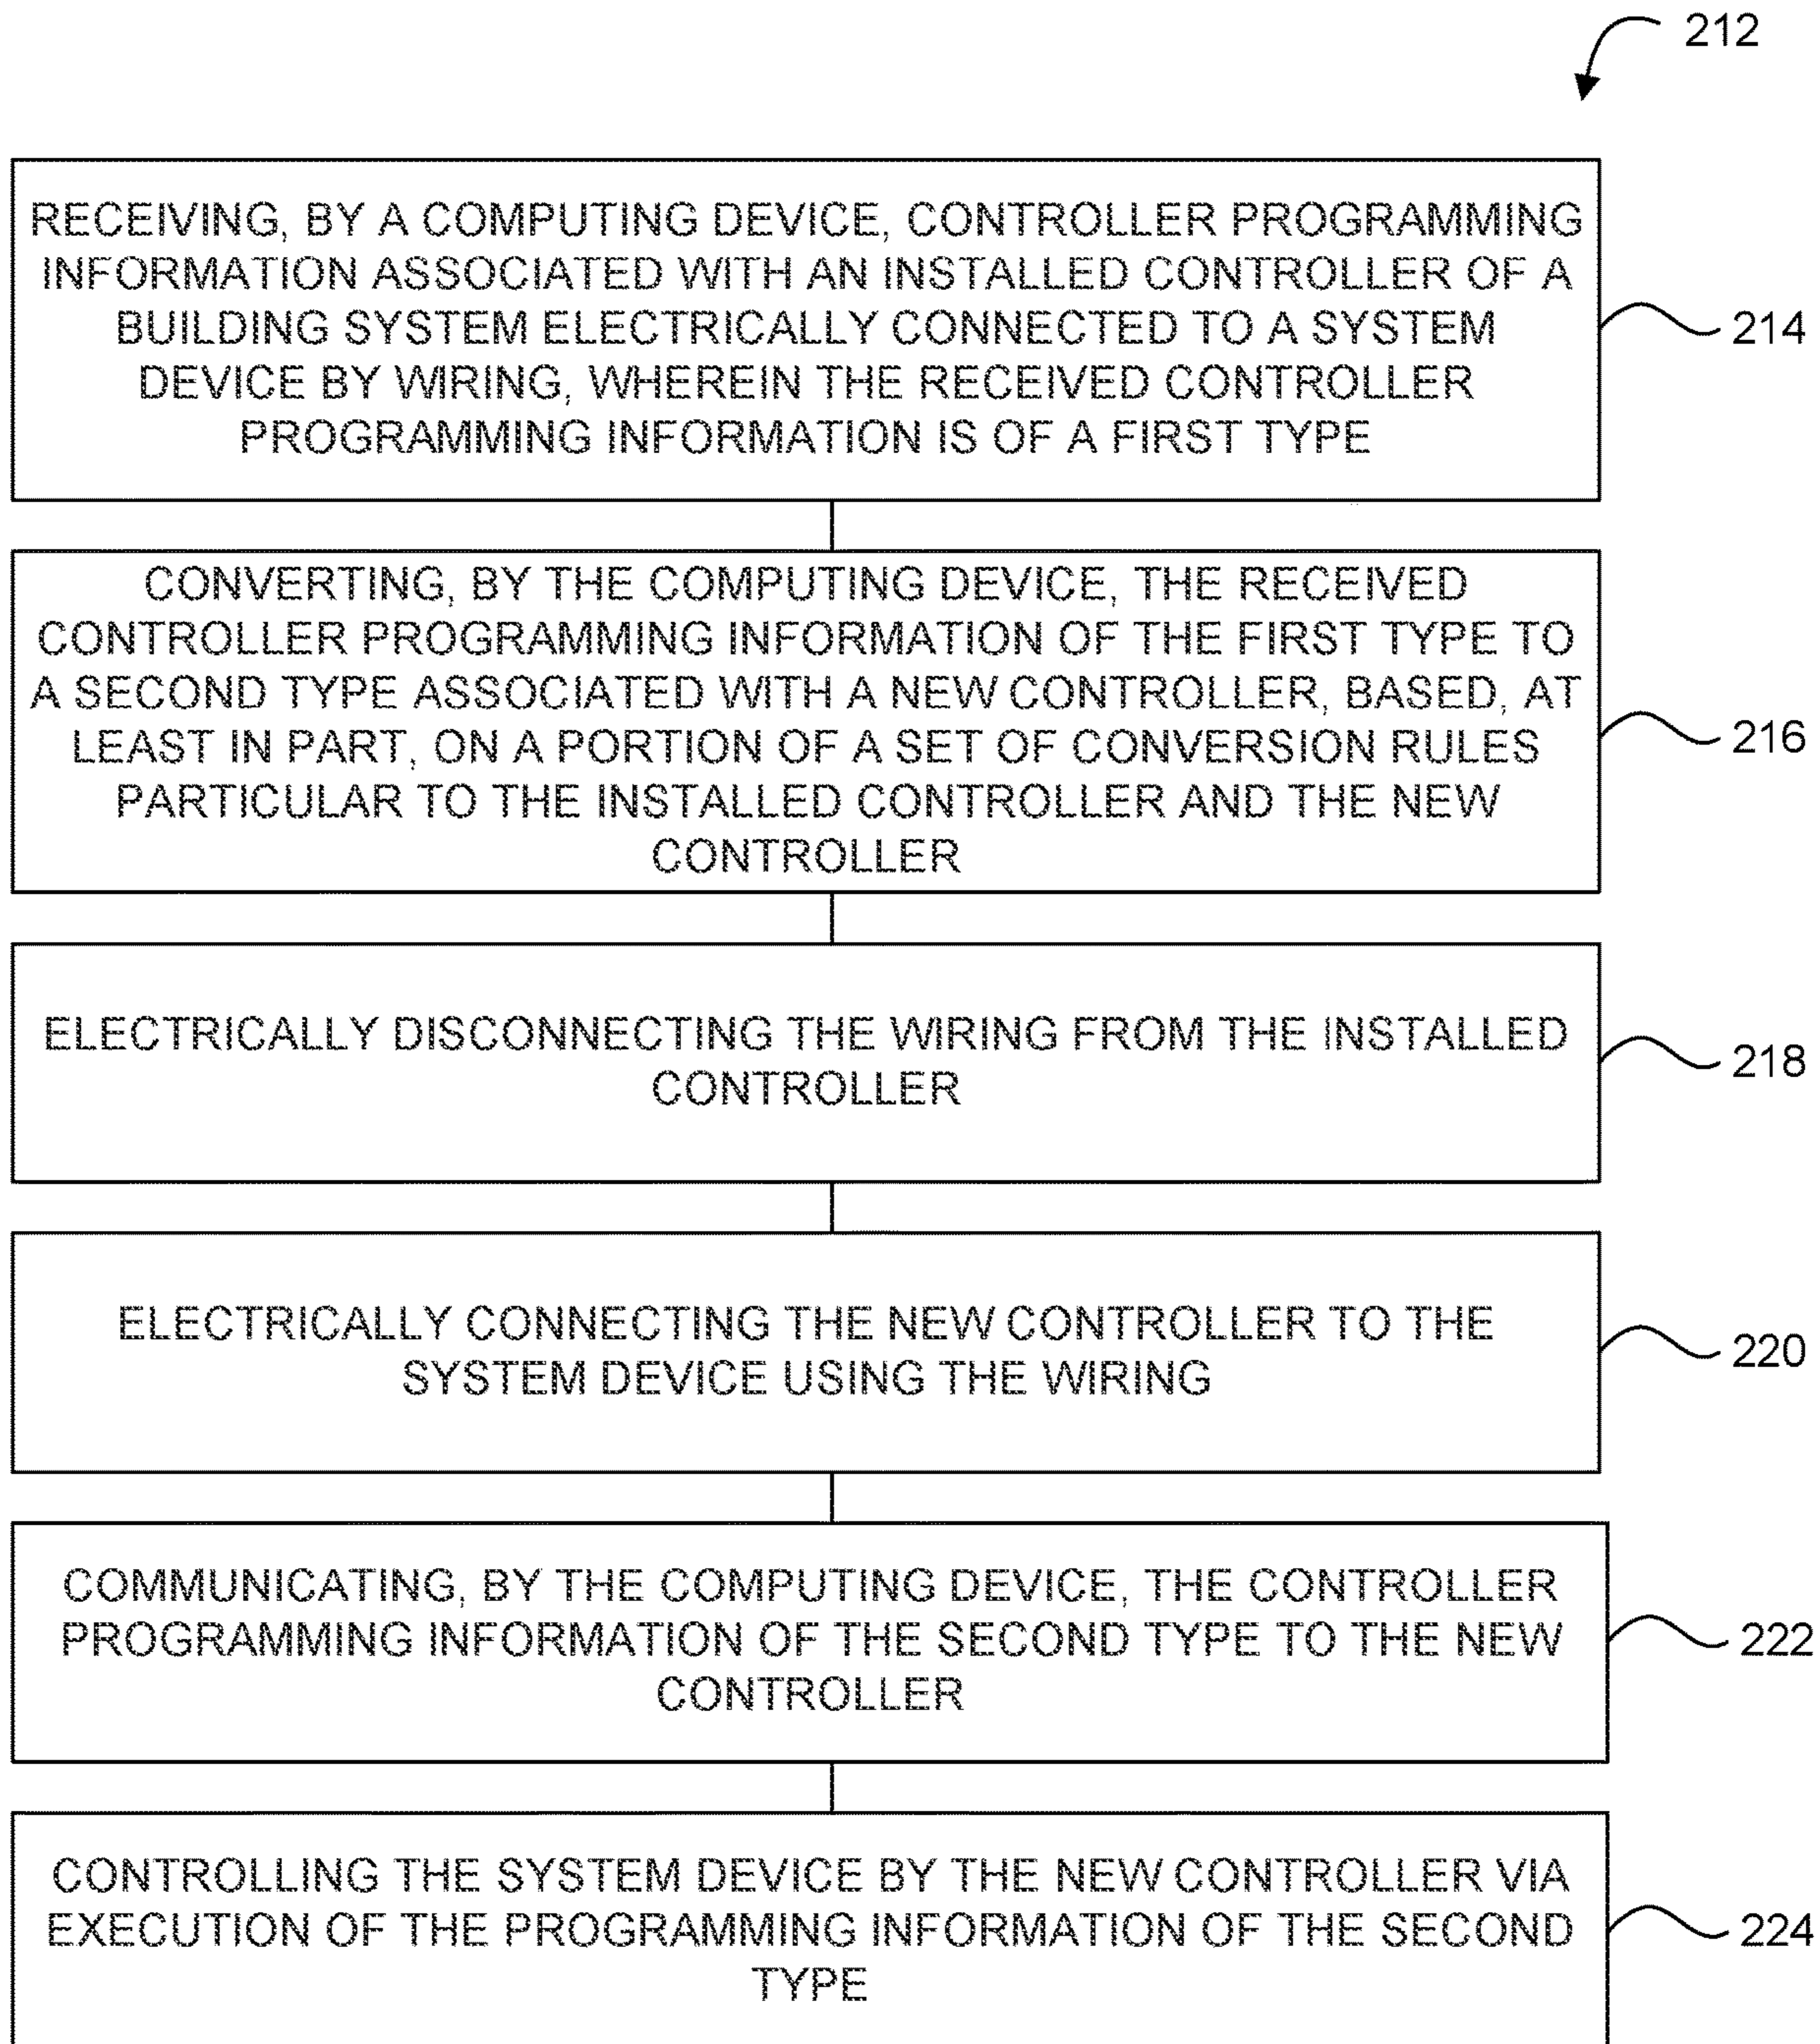 212
RECEIVING, BY A COMPUTING DEVICE, CONTROLLER PROGRAMMING
INFORMATION ASSOCIATED WITH AN INSTALLED CONTROLLER OF A
BUILDING SYSTEM ELECTRICALLY CONNECTED TO A SYSTEM
DEVICE BY WIRING, WHEREIN THE RECEIVED CONTROLLER
PROGRAMMING INFORMATION IS OF A FIRST TYPE
214
CONVERTING, BY THE COMPUTING DEVICE, THE RECEIVED
CONTROLLER PROGRAMMING INFORMATION OF THE FIRST TYPE TO
A SECOND TYPE ASSOCIATED WITH A NEW CONTROLLER, BASED, AT
LEAST IN PART, ON A PORTION OF A SET OF CONVERSION RULES
PARTICULAR TO THE INSTALLED CONTROLLER AND THE NEW
CONTROLLER
216
ELECTRICALLY DISCONNECTING THE WIRING FROM THE INSTALLED
CONTROLLER
218
ELECTRICALLY CONNECTING THE NEW CONTROLLER TO THE
SYSTEM DEVICE USING THE WIRING
220
COMMUNICATING, BY THE COMPUTING DEVICE, THE CONTROLLER
PROGRAMMING INFORMATION OF THE SECOND TYPE TO THE NEW
CONTROLLER
222
CONTROLLING THE SYSTEM DEVICE BY THE NEW CONTROLLER VIA
EXECUTION OF THE PROGRAMMING INFORMATION OF THE SECOND
TYPE
224